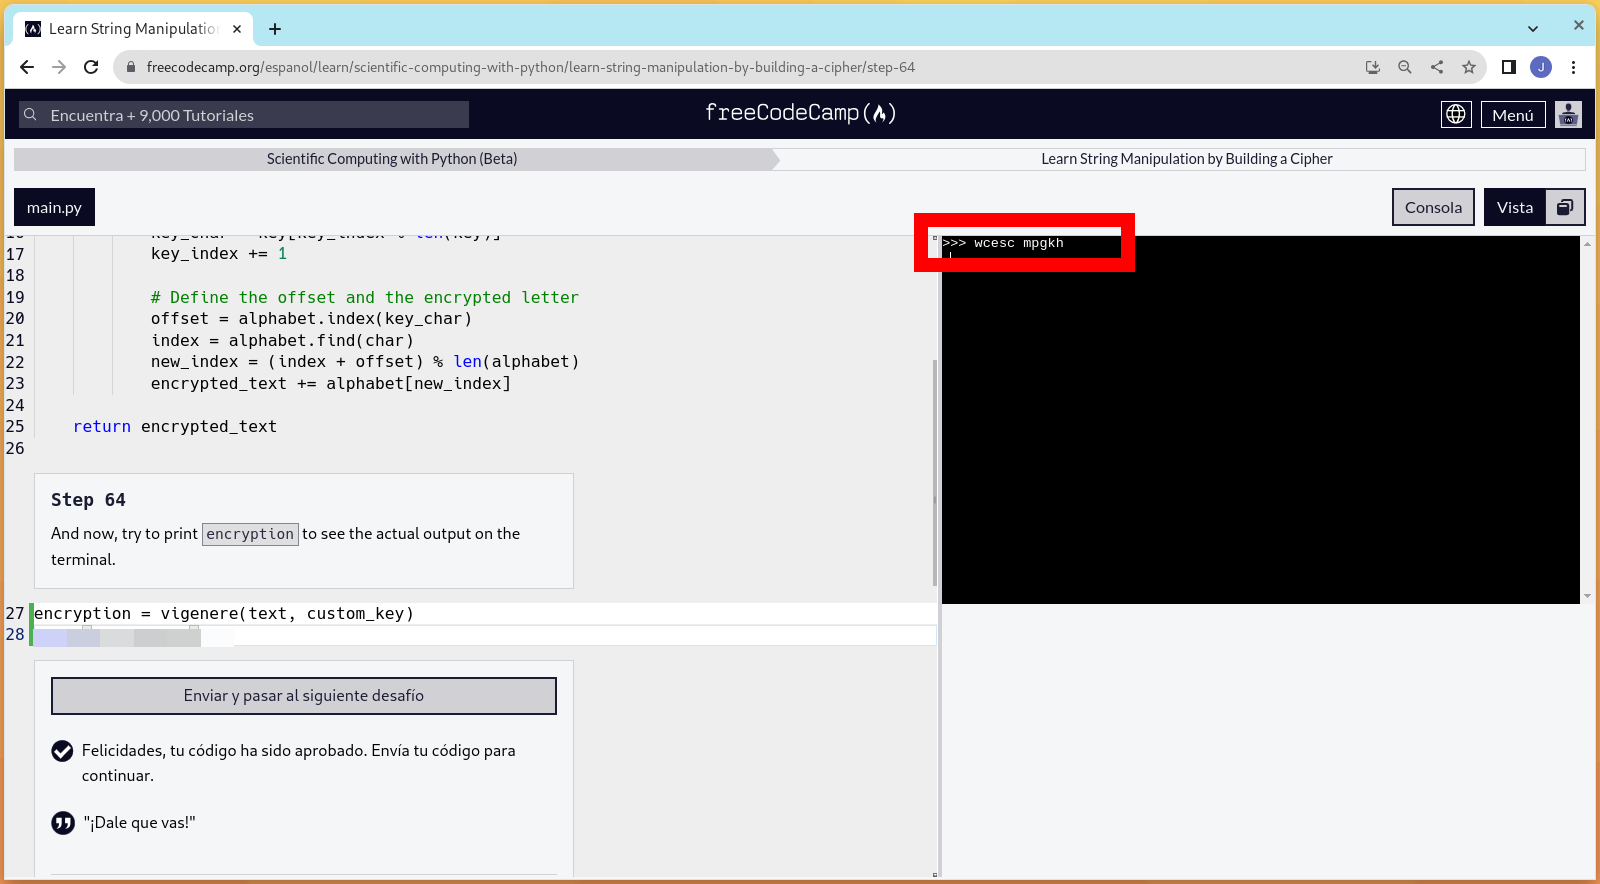 Learn String Manipulatio
freecodecamp.org/espanol/learn/scientific-computing-with-python/learn-string-manipulation-by-building-a-cipher/step-64
J
Encuentra + 9,000 Tutoriales
freeCodeCamp
Menú
Scientific Computing with Python (Beta)
Learn String Manipulation by Building a Cipher
main.py
Consola
Vista
17 key_index += 1
18
19 # Define the offset and the encrypted letter
20 offset = alphabet.index(key_char)
21 index = alphabet.find(char)
22 new_index = (index + offset) % len(alphabet)
23 encrypted_text += alphabet[new_index]
24
25 return encrypted_text
26
Step 64
And now, try to print encryption to see the actual output on the
terminal.
27 encryption = vigenere(text, custom_key)
28
Enviar y pasar al siguiente desafío
Felicidades, tu código ha sido aprobado. Envía tu código para
continuar.
"¡Dale que vas!"
>>> wcesc mpgkh